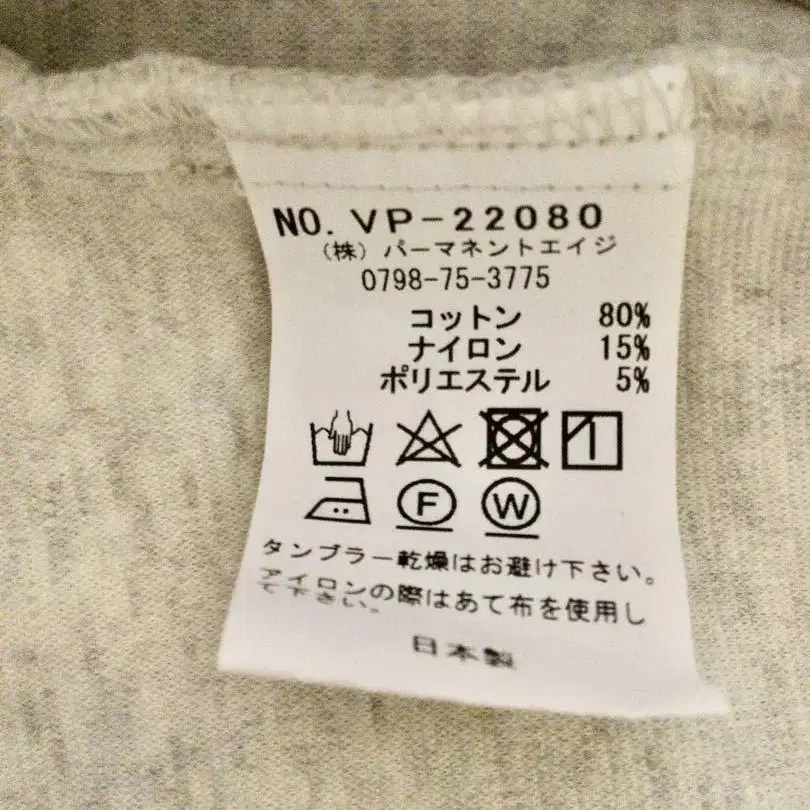 NO. VP-22080
(株) パーマネントエイジ
0798-75-3775
コットン 80%
ナイロン 15%
ポリエステル 5%
F W
タンブラー乾燥はお避け下さい。
アイロンの際はあて布を使用し
て下さい。
日本製